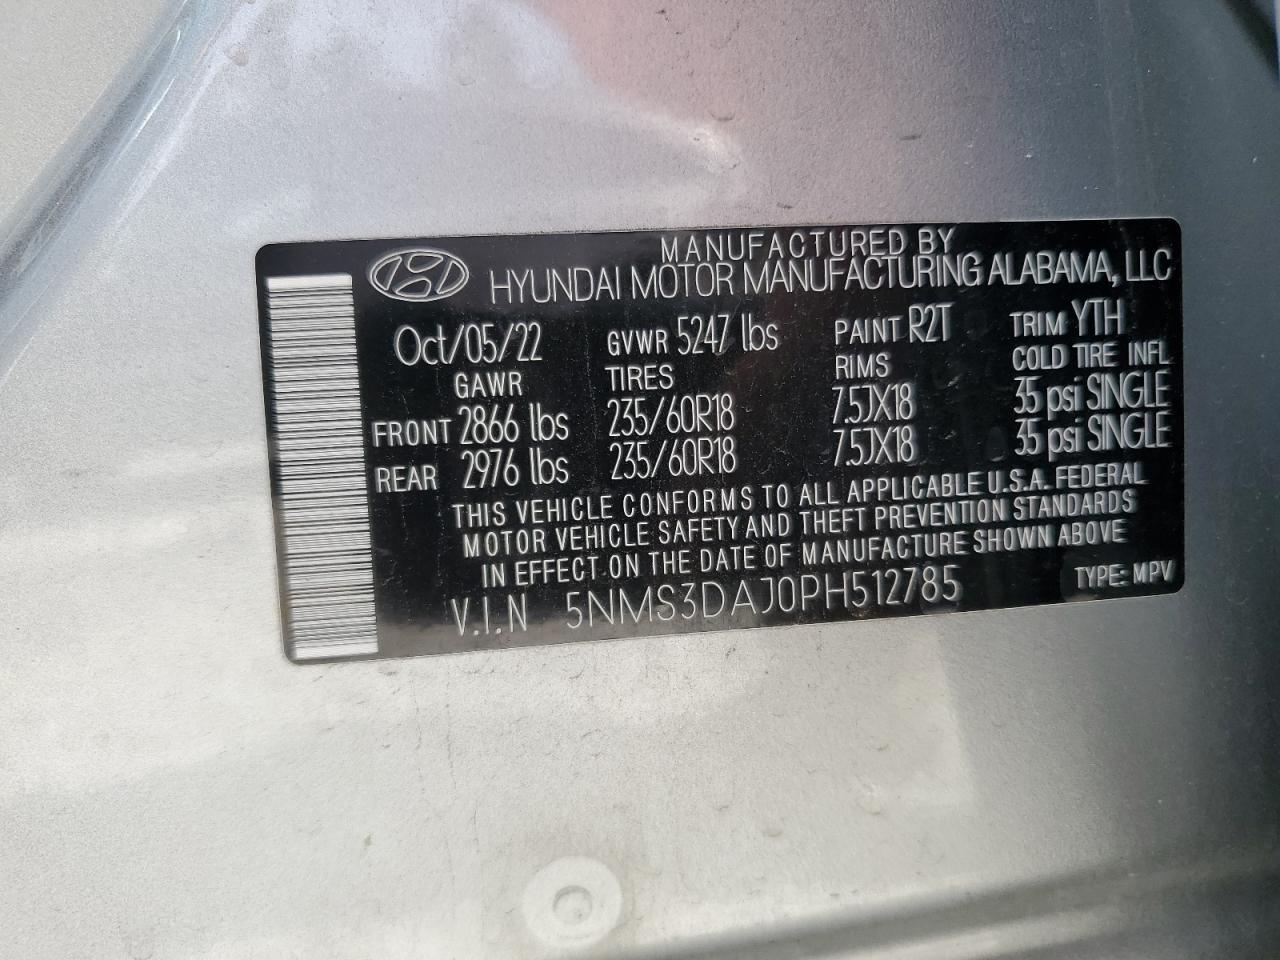 MANUFACTURED BY
HYUNDAI MOTOR MANUFACTURING ALABAMA, LLC
Oct/05/22 GVWR 5247 lbs PAINT R2T TRIM YTH
GAWR TIRES RIMS COLD TIRE INFL
FRONT 2866 lbs 235/60R18 7.5JX18 35 psi SINGLE
REAR 2976 lbs 235/60R18 7.5JX18 35 psi SINGLE
THIS VEHICLE CONFORMS TO ALL APPLICABLE U.S.A. FEDERAL
MOTOR VEHICLE SAFETY AND THEFT PREVENTION STANDARDS
IN EFFECT ON THE DATE OF MANUFACTURE SHOWN ABOVE
V.I.N 5NMS3DAJ0PH512785 TYPE: MPV